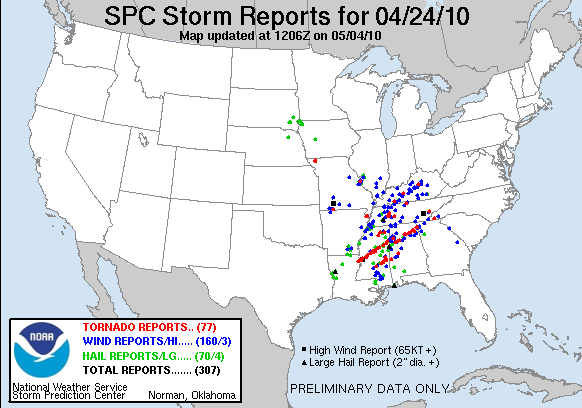 SPC Storm Reports for 04/24/10
Map updated at 1206Z on 05/04/10
TORNADO REPORTS.. (77)
WIND REPORTS/HI..... (160/3)
HAIL REPORTS/LG..... (70/4)
TOTAL REPORTS....... (307)
NOAA
National Weather Service
Storm Prediction Center Norman, Oklahoma
High Wind Report (65KT +)
Large Hail Report (2" dia. +)
PRELIMINARY DATA ONLY